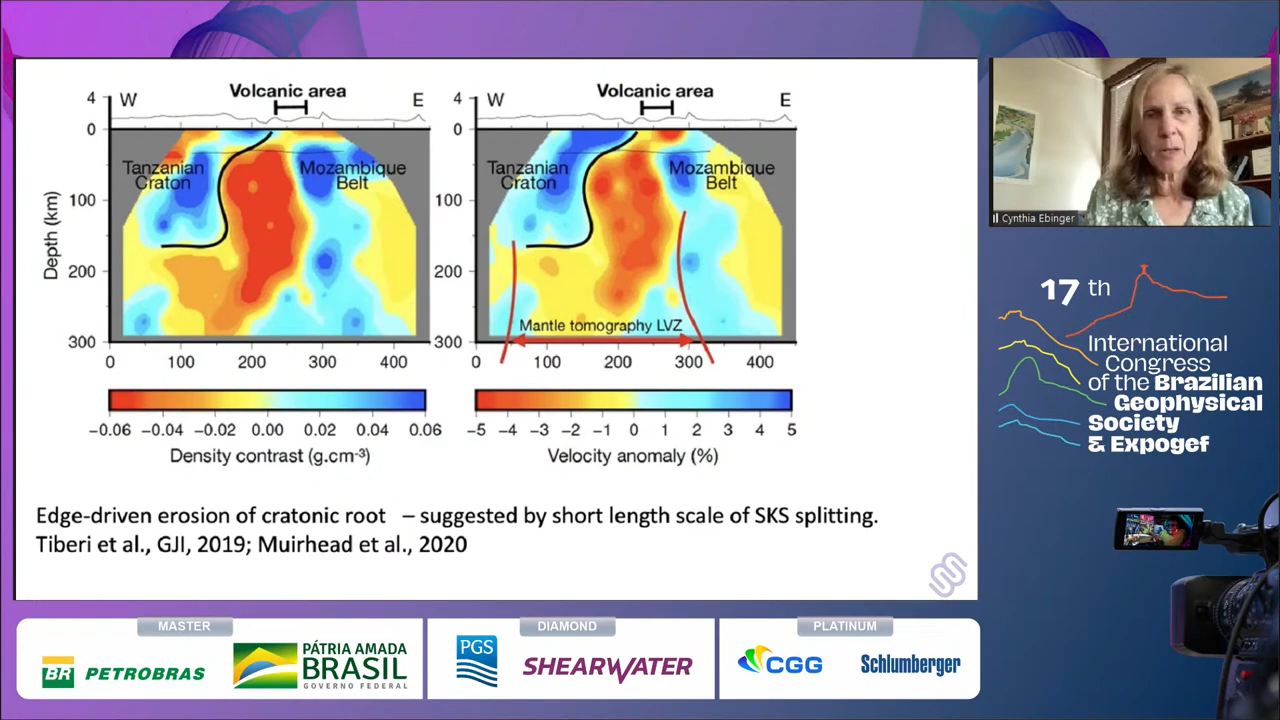 Volcanic area
W
E
4
0
100
200
300
Depth (km)
Tanzanian
Craton
Mozambique
Belt
0
100
200
300
400
−0.06 −0.04 −0.02 0.00 0.02 0.04 0.06
Density contrast (g.cm⁻³)
Volcanic area
W
E
4
0
100
200
300
Tanzanian
Craton
Mozambique
Belt
Mantle tomography LVZ
0
100
200
300
400
−5 −4 −3 −2 −1 0 1 2 3 4 5
Velocity anomaly (%)
Edge-driven erosion of cratonic root – suggested by short length scale of SKS splitting.
Tiberi et al., GJI, 2019; Muirhead et al., 2020
Cynthia Ebinger
17 th
International
Congress
of the Brazilian
Geophysical
Society
& Expogef
MASTER
BR PETROBRAS
PÁTRIA AMADA
BRASIL
GOVERNO FEDERAL
DIAMOND
PGS
SHEARWATER
PLATINUM
CGG
Schlumberger